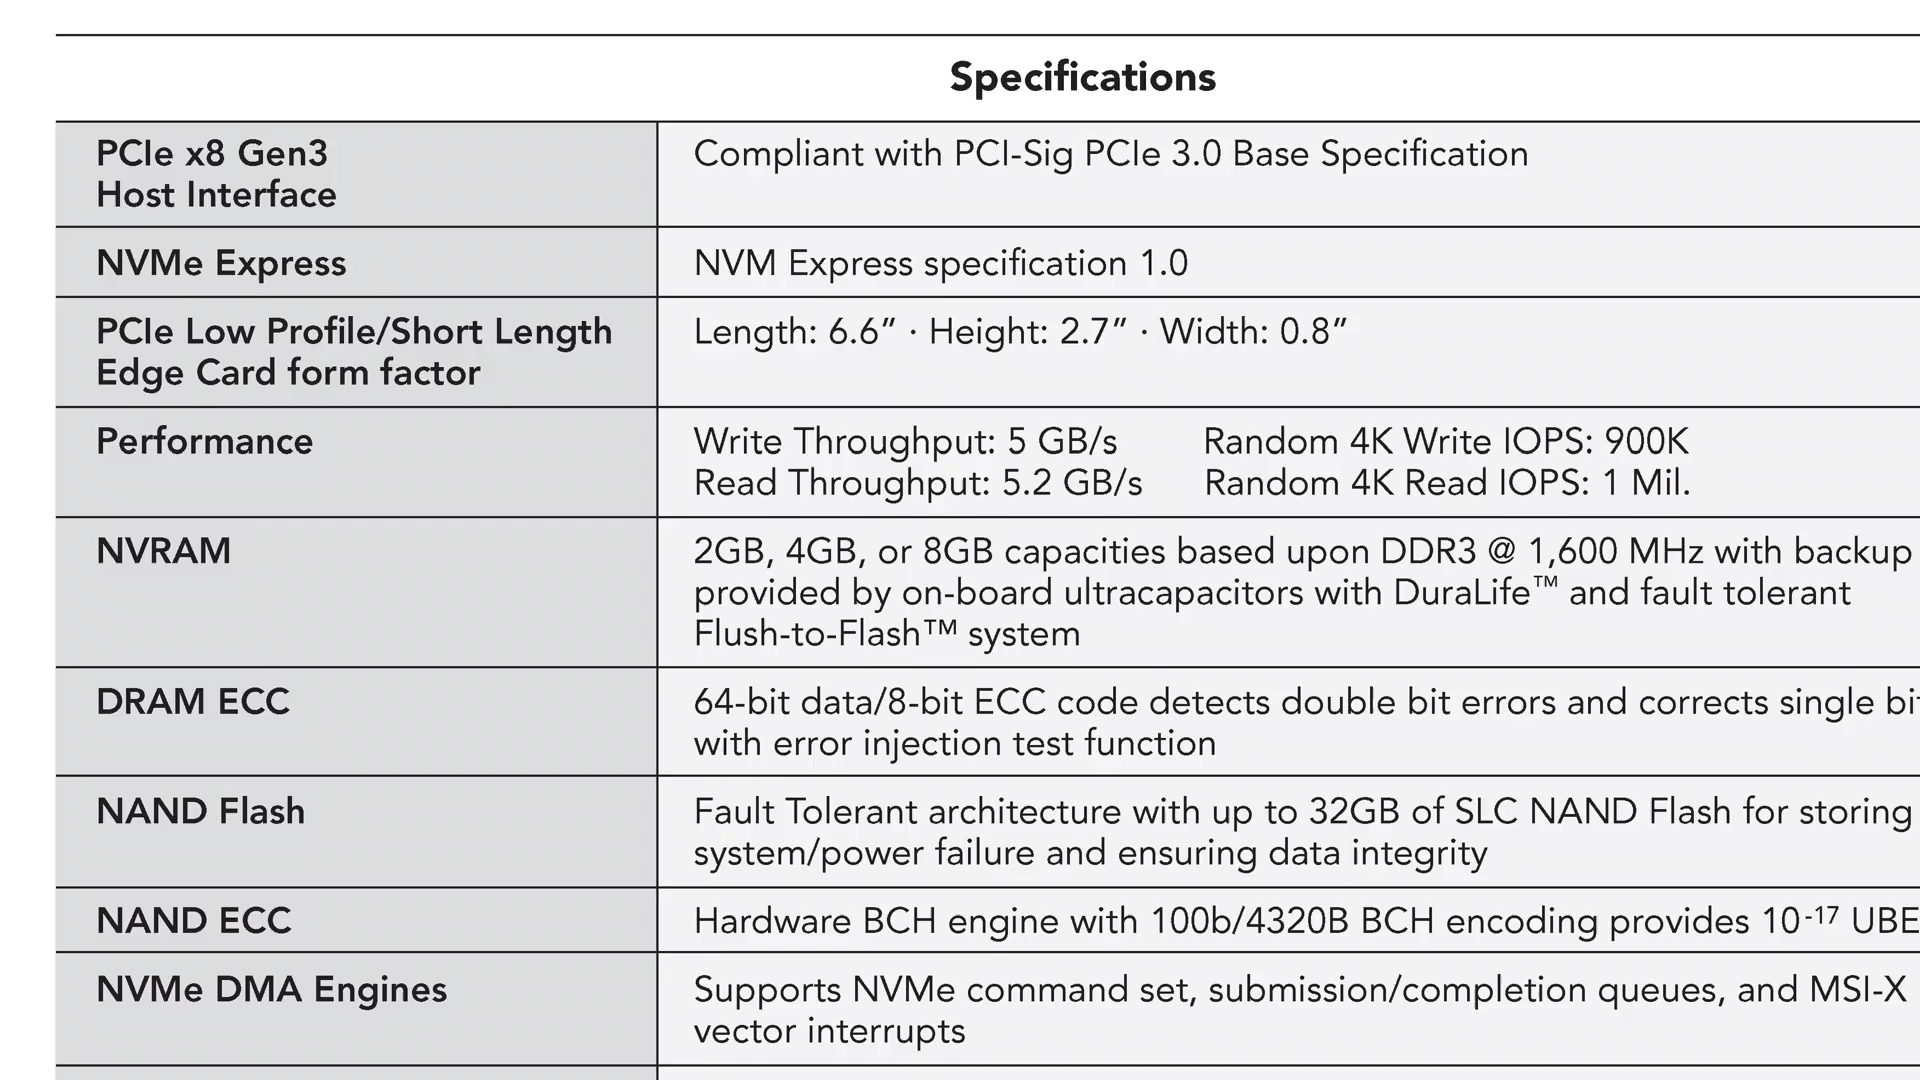 Specifications
PCIe x8 Gen3
Host Interface
Compliant with PCI-Sig PCIe 3.0 Base Specification
NVMe Express
NVM Express specification 1.0
PCIe Low Profile/Short Length
Edge Card form factor
Length: 6.6” · Height: 2.7” · Width: 0.8”
Performance
Write Throughput: 5 GB/s Random 4K Write IOPS: 900K
Read Throughput: 5.2 GB/s Random 4K Read IOPS: 1 Mil.
NVRAM
2GB, 4GB, or 8GB capacities based upon DDR3 @ 1,600 MHz with backup
provided by on-board ultracapacitors with DuraLife™ and fault tolerant
Flush-to-Flash™ system
DRAM ECC
64-bit data/8-bit ECC code detects double bit errors and corrects single
with error injection test function
NAND Flash
Fault Tolerant architecture with up to 32GB of SLC NAND Flash for storing
system/power failure and ensuring data integrity
NAND ECC
Hardware BCH engine with 100b/4320B BCH encoding provides 10⁻¹⁷ UBE
NVMe DMA Engines
Supports NVMe command set, submission/completion queues, and MSI-X
vector interrupts